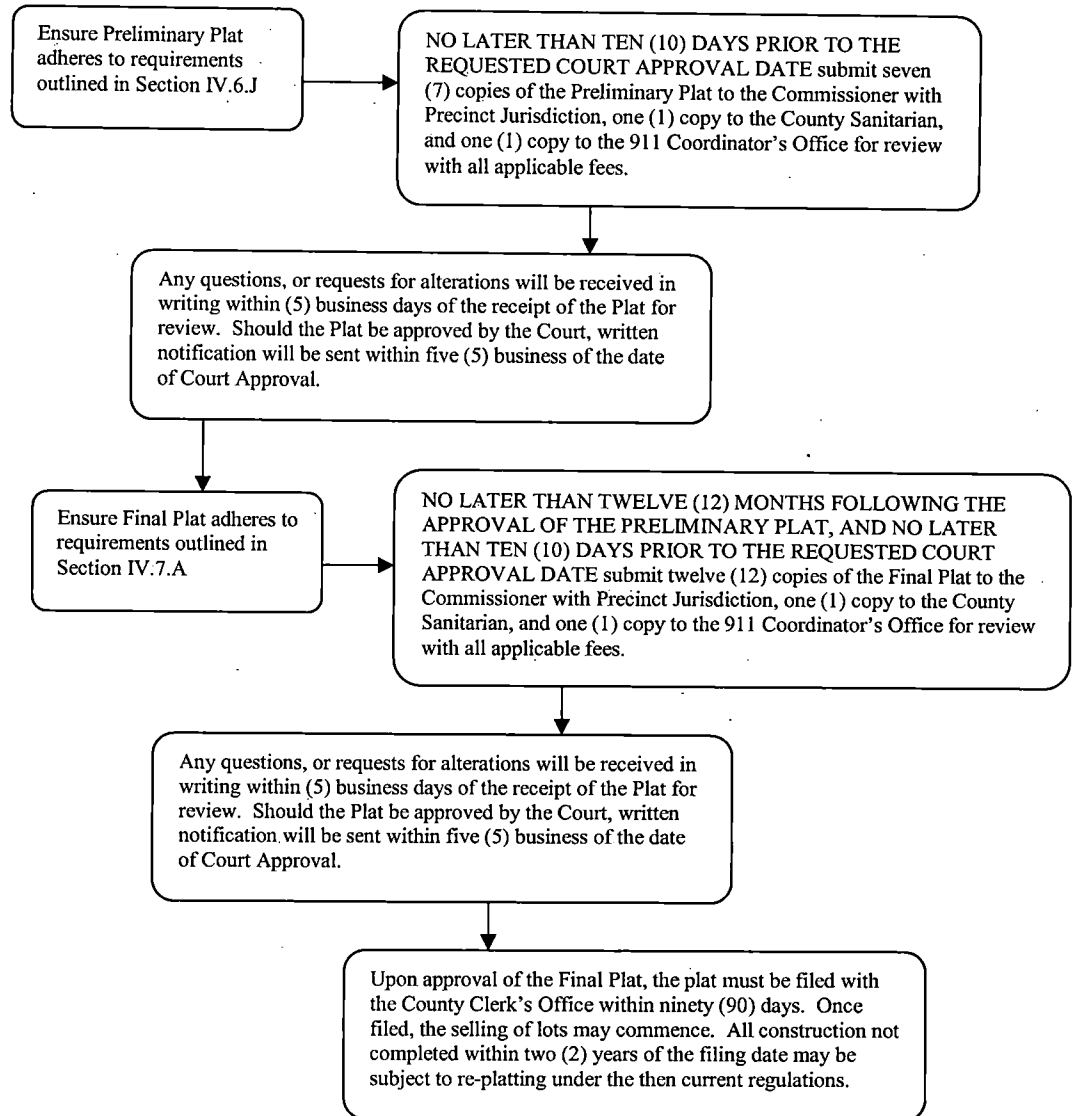 Ensure Preliminary Plat
adheres to requirements
outlined in Section IV.6.J
NO LATER THAN TEN (10) DAYS PRIOR TO THE
REQUESTED COURT APPROVAL DATE submit seven
(7) copies of the Preliminary Plat to the Commissioner with
Precinct Jurisdiction, one (1) copy to the County Sanitarian,
and one (1) copy to the 911 Coordinator's Office for review
with all applicable fees.
Any questions, or requests for alterations will be received in
writing within (5) business days of the receipt of the Plat for
review. Should the Plat be approved by the Court, written
notification will be sent within five (5) business of the date
of Court Approval.
Ensure Final Plat adheres to
requirements outlined in
Section IV.7.A
NO LATER THAN TWELVE (12) MONTHS FOLLOWING THE
APPROVAL OF THE PRELIMINARY PLAT, AND NO LATER
THAN TEN (10) DAYS PRIOR TO THE REQUESTED COURT
APPROVAL DATE submit twelve (12) copies of the Final Plat to the
Commissioner with Precinct Jurisdiction, one (1) copy to the County
Sanitarian, and one (1) copy to the 911 Coordinator's Office for review
with all applicable fees.
Any questions, or requests for alterations will be received in
writing within (5) business days of the receipt of the Plat for
review. Should the Plat be approved by the Court, written
notification will be sent within five (5) business of the date
of Court Approval.
Upon approval of the Final Plat, the plat must be filed with
the County Clerk's Office within ninety (90) days. Once
filed, the selling of lots may commence. All construction not
completed within two (2) years of the filing date may be
subject to re-platting under the then current regulations.